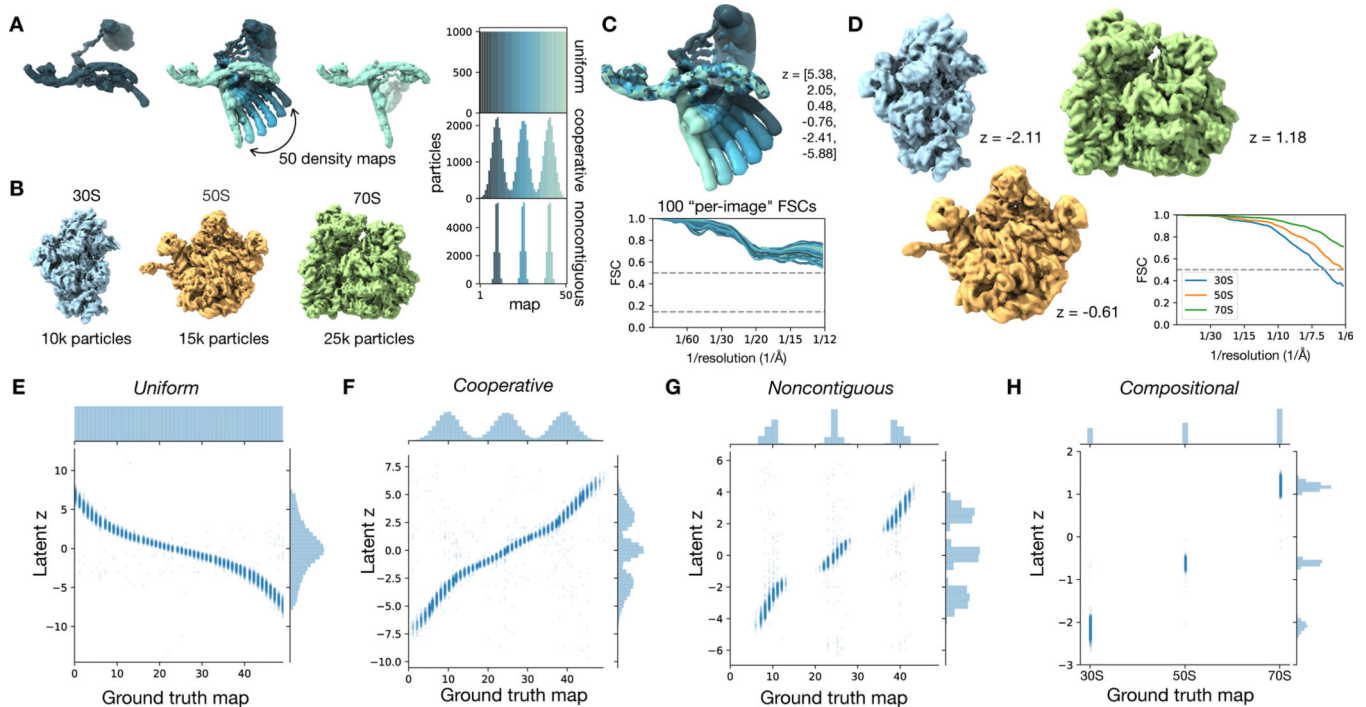 A
50 density maps
1000
500
0
2000
1000
0
4000
2000
0
particles
uniform
cooperative
noncontiguous
1
50
map
B
30S
50S
70S
10k particles
15k particles
25k particles
C
z = [5.38,
2.05,
0.48,
-0.76,
-2.41,
-5.88]
100 "per-image" FSCs
1.0
0.8
0.6
0.4
0.2
0.0
FSC
1/60
1/30
1/20
1/15
1/12
1/resolution (1/Å)
D
z = -2.11
z = 1.18
z = -0.61
1.0
0.8
0.6
0.4
0.2
0.0
FSC
30S
50S
70S
1/30
1/15
1/10
1/7.5
1/6
1/resolution (1/Å)
E
Uniform
10
5
0
−5
−10
Latent z
0
10
20
30
40
Ground truth map
F
Cooperative
7.5
5.0
2.5
0.0
−2.5
−5.0
−7.5
−10.0
Latent z
0
10
20
30
40
Ground truth map
G
Noncontiguous
6
4
2
0
−2
−4
−6
Latent z
0
10
20
30
40
Ground truth map
H
Compositional
2
1
0
−1
−2
−3
Latent z
30S
50S
70S
Ground truth map